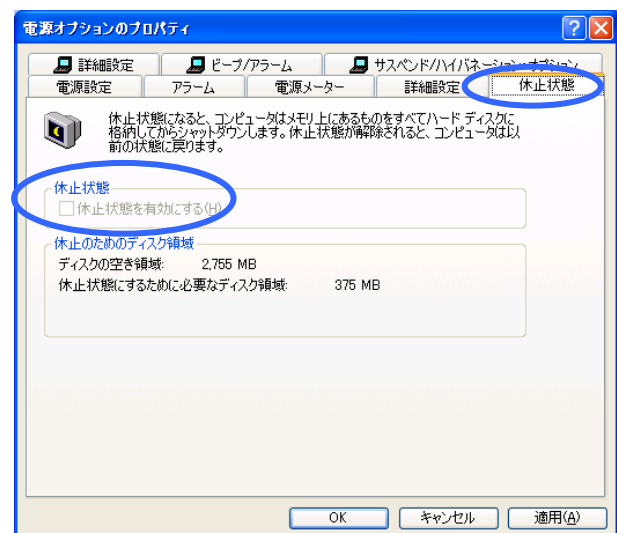 電源オプションのプロパティ
詳細設定 ビープ/アラーム サスペンド/ハイバネーション・オプション
電源設定 アラーム 電源メーター 詳細設定 休止状態
休止状態になると、コンピュータはメモリ上にあるものをすべてハード ディスクに
格納してからシャットダウンします。休止状態が解除されると、コンピュータは以
前の状態に戻ります。
休止状態
休止状態を有効にする(H)
休止のためのディスク領域
ディスクの空き領域: 2,755 MB
休止状態にするために必要なディスク領域: 375 MB
OK キャンセル 適用(A)